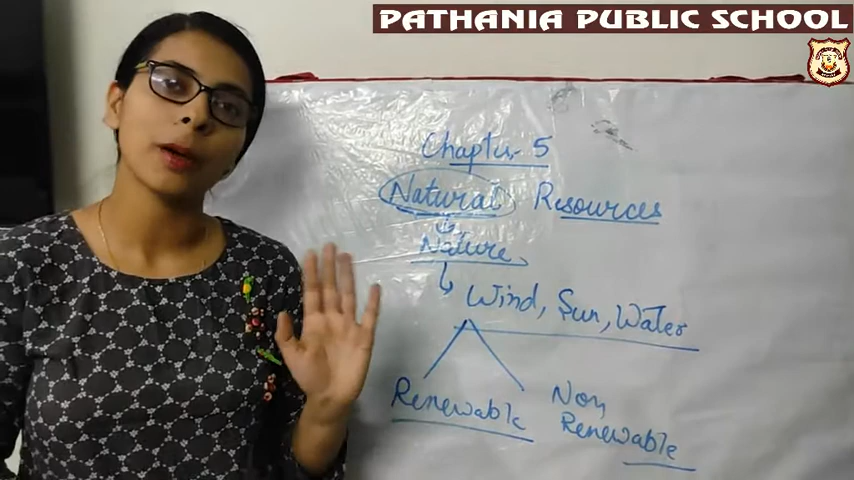 PATHANIA PUBLIC SCHOOL
Chapter 5
Natural Resources
Nature
Wind, Sun, Water
Renewable
Non
Renewable